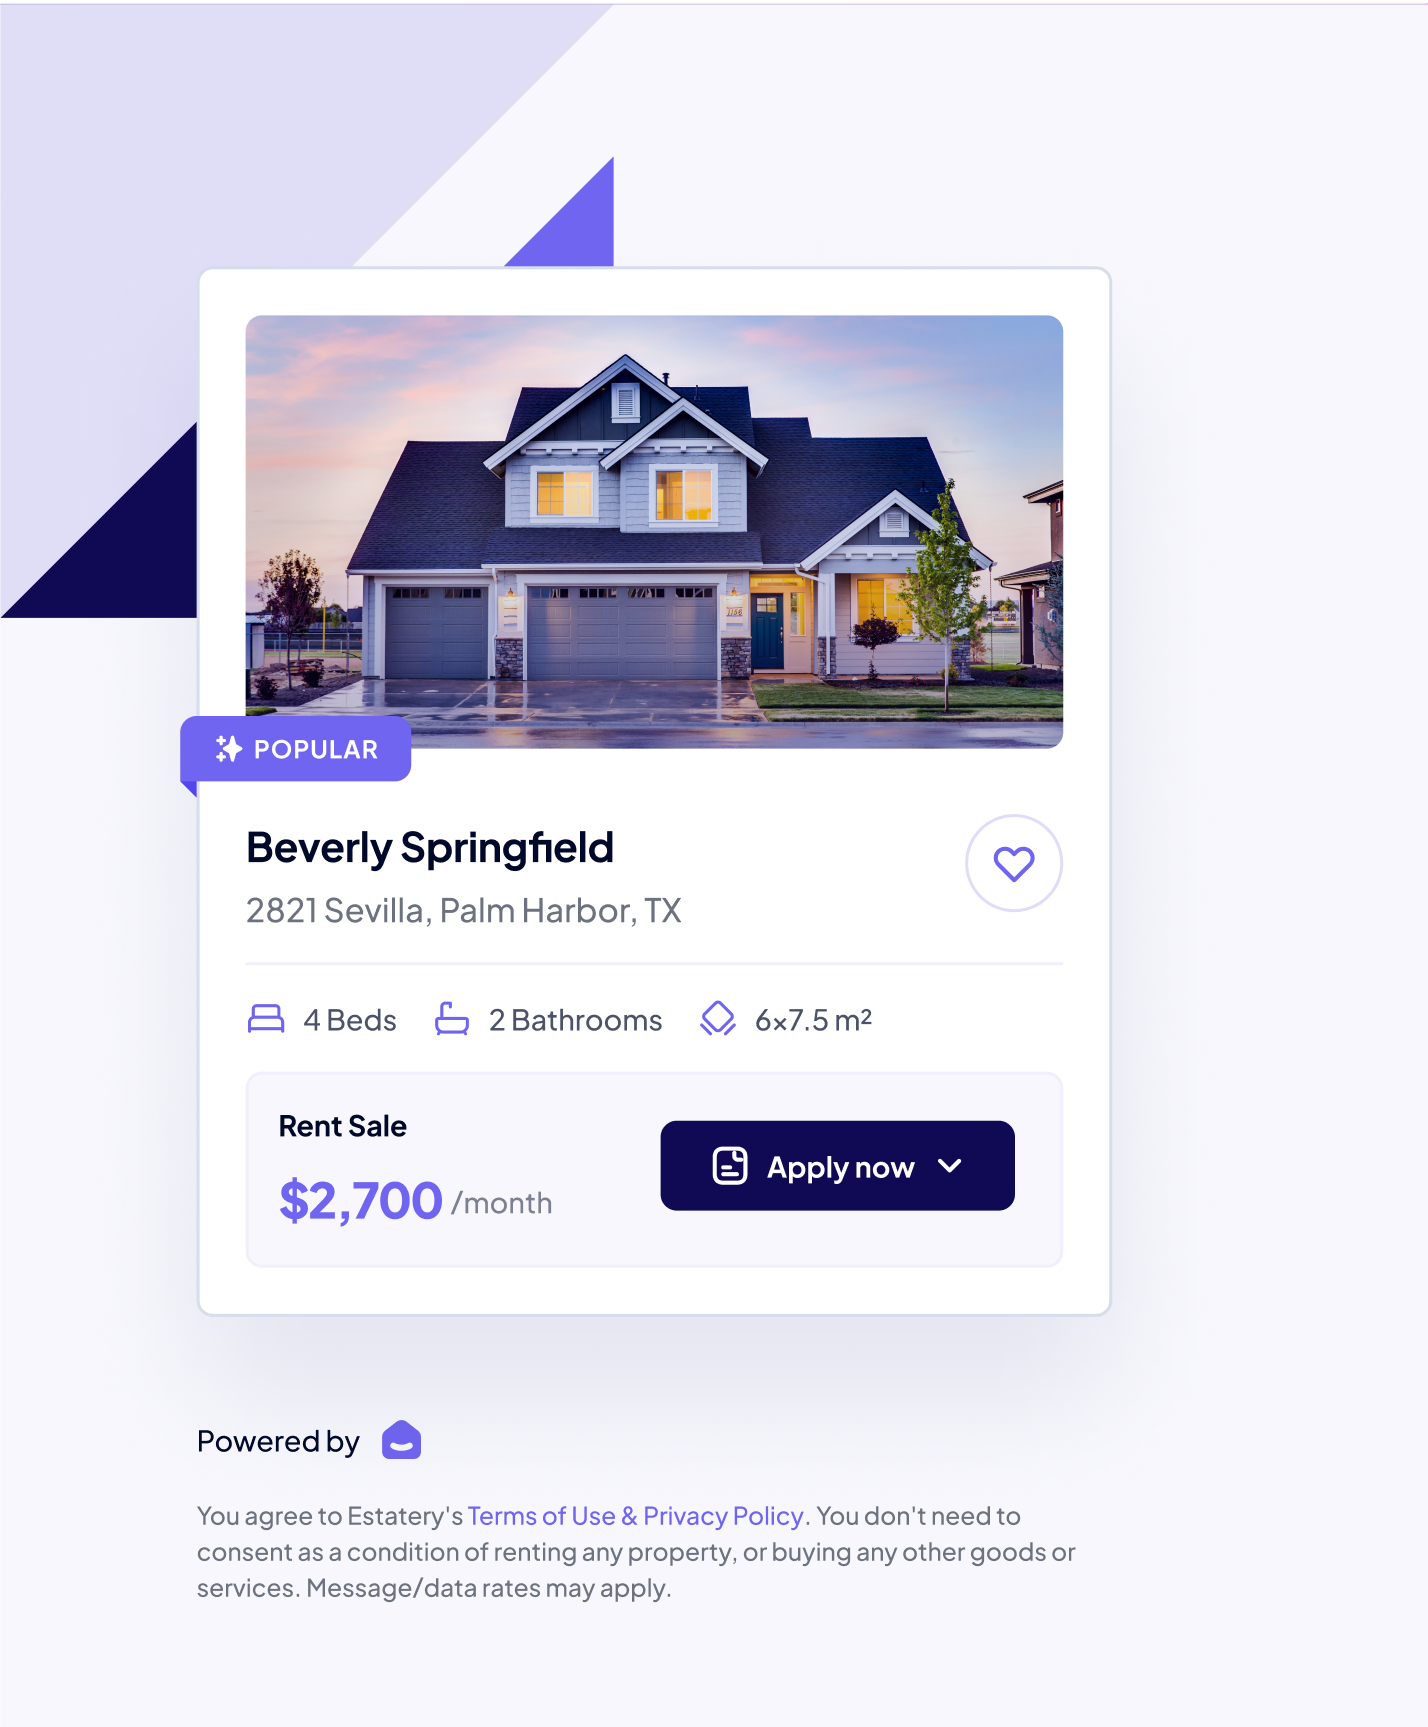 POPULAR
Beverly Springfield
2821 Sevilla, Palm Harbor, TX
4 Beds 2 Bathrooms 6×7.5 m²
Rent Sale
$2,700 /month
Apply now
Powered by
You agree to Estatery's Terms of Use & Privacy Policy. You don't need to
consent as a condition of renting any property, or buying any other goods or
services. Message/data rates may apply.